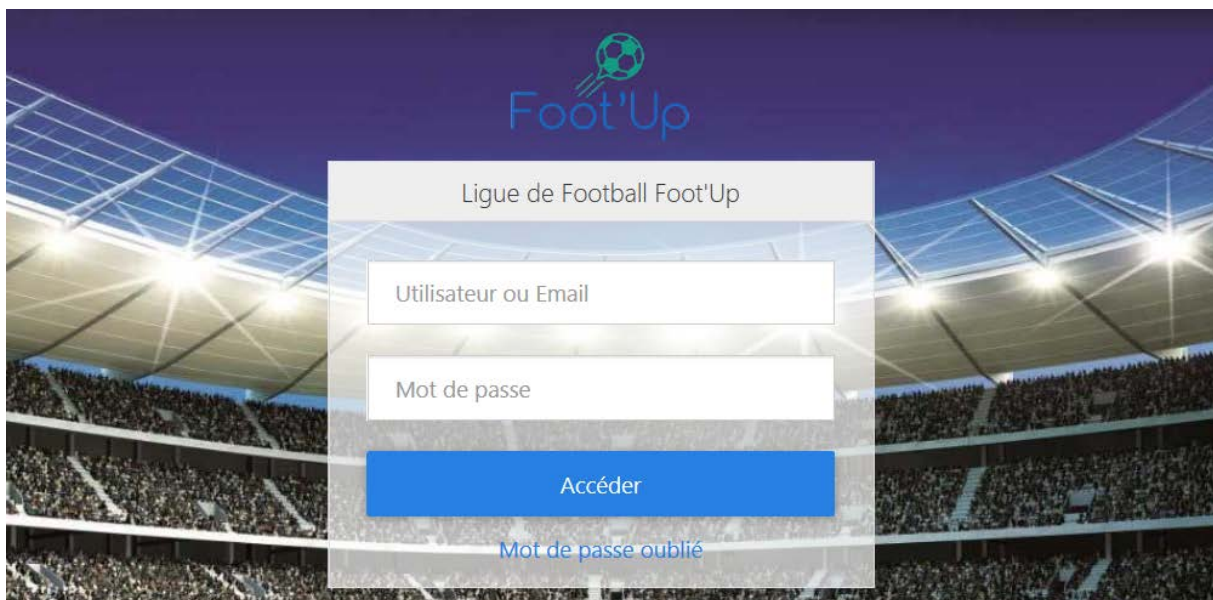 Foot'Up
Ligue de Football Foot'Up
Utilisateur ou Email
Mot de passe
Accéder
Mot de passe oublié